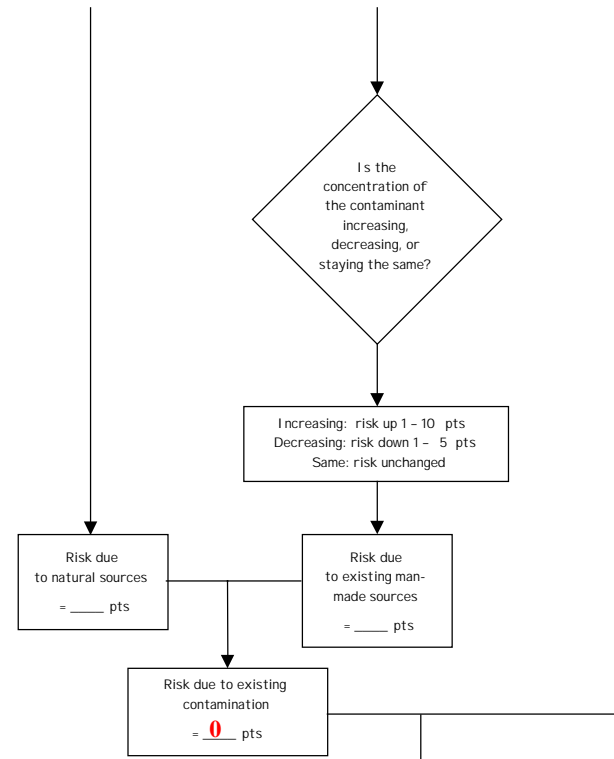 Is the
concentration of
the contaminant
increasing,
decreasing, or
staying the same?
Increasing: risk up 1 – 10 pts
Decreasing: risk down 1 – 5 pts
Same: risk unchanged
Risk due
to natural sources
= ____ pts
Risk due
to existing man-
made sources
= ____ pts
Risk due to existing
contamination
= 0 pts